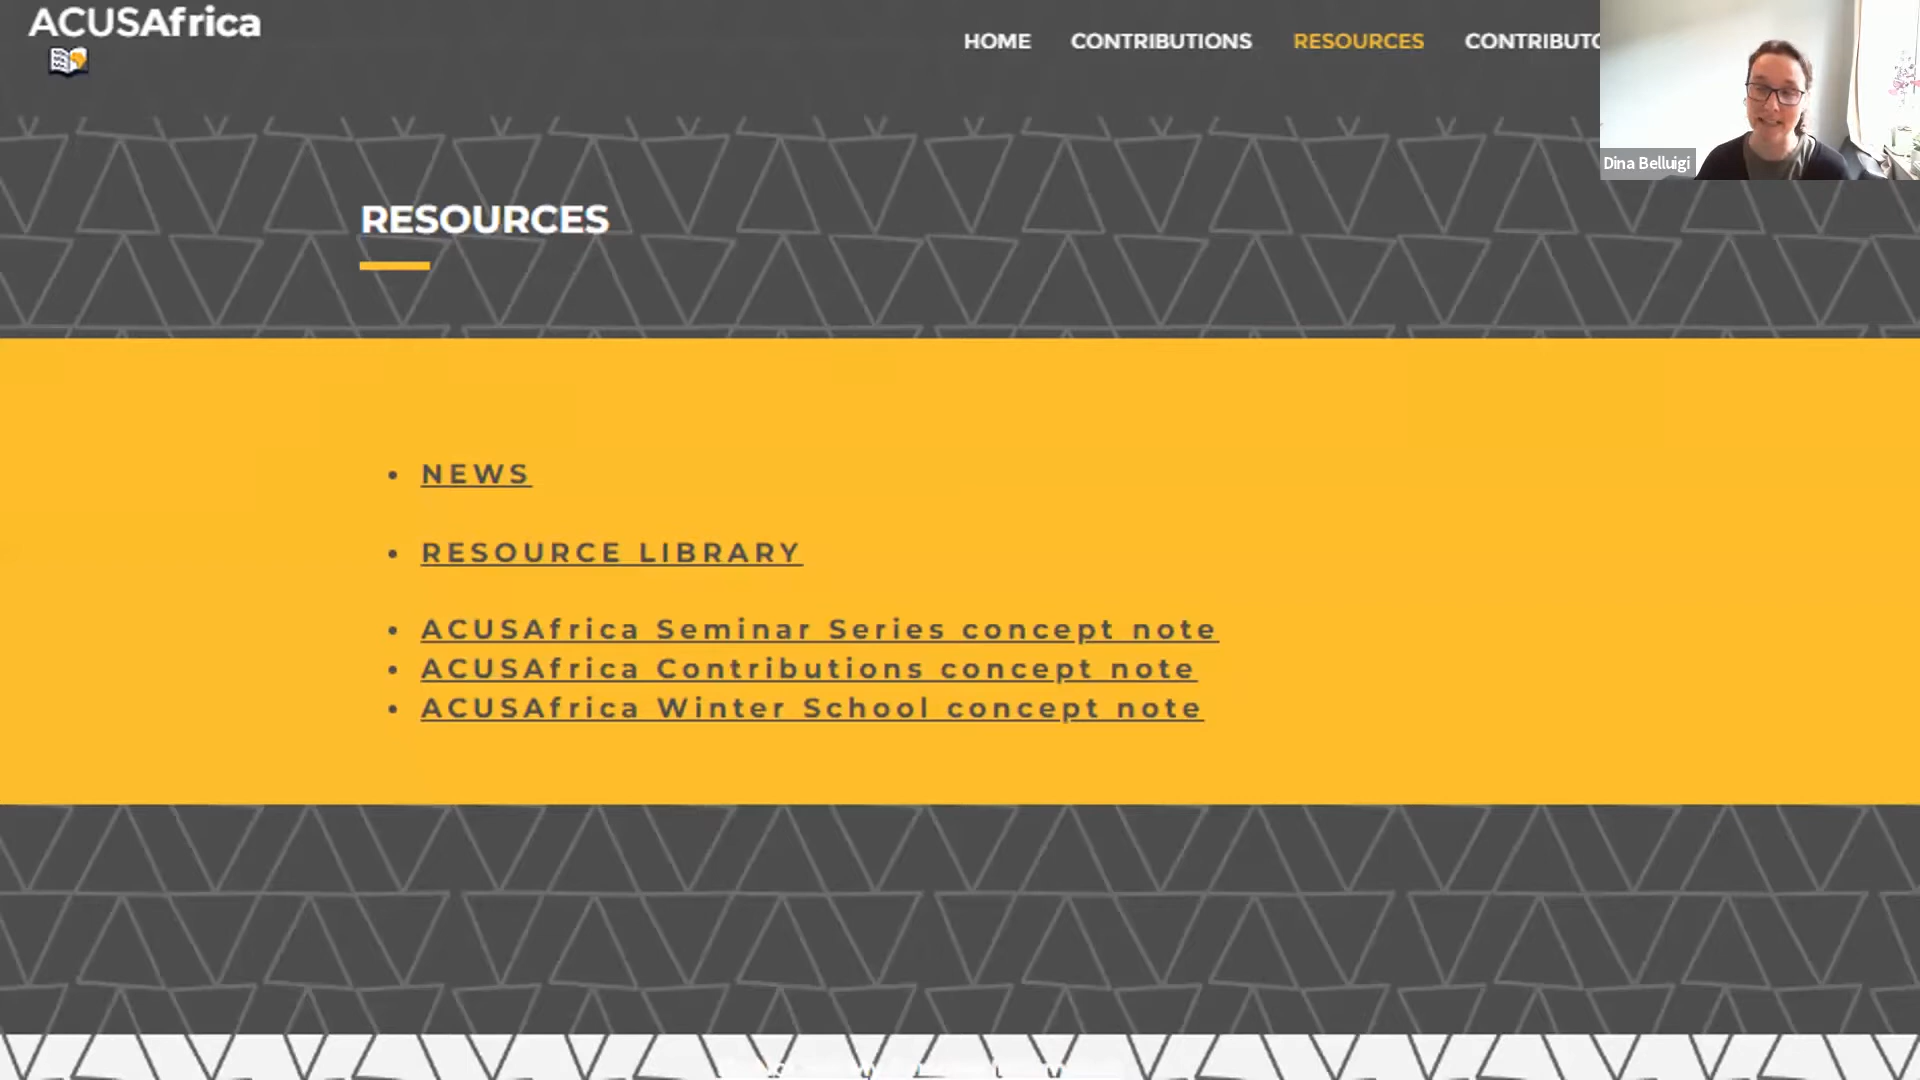 ACUSAfrica
HOME
CONTRIBUTIONS
RESOURCES
Dina Belluigi
RESOURCES
NEWS
RESOURCE LIBRARY
ACUSAfrica Seminar Series concept note
ACUSAfrica Contributions concept note
ACUSAfrica Winter School concept note